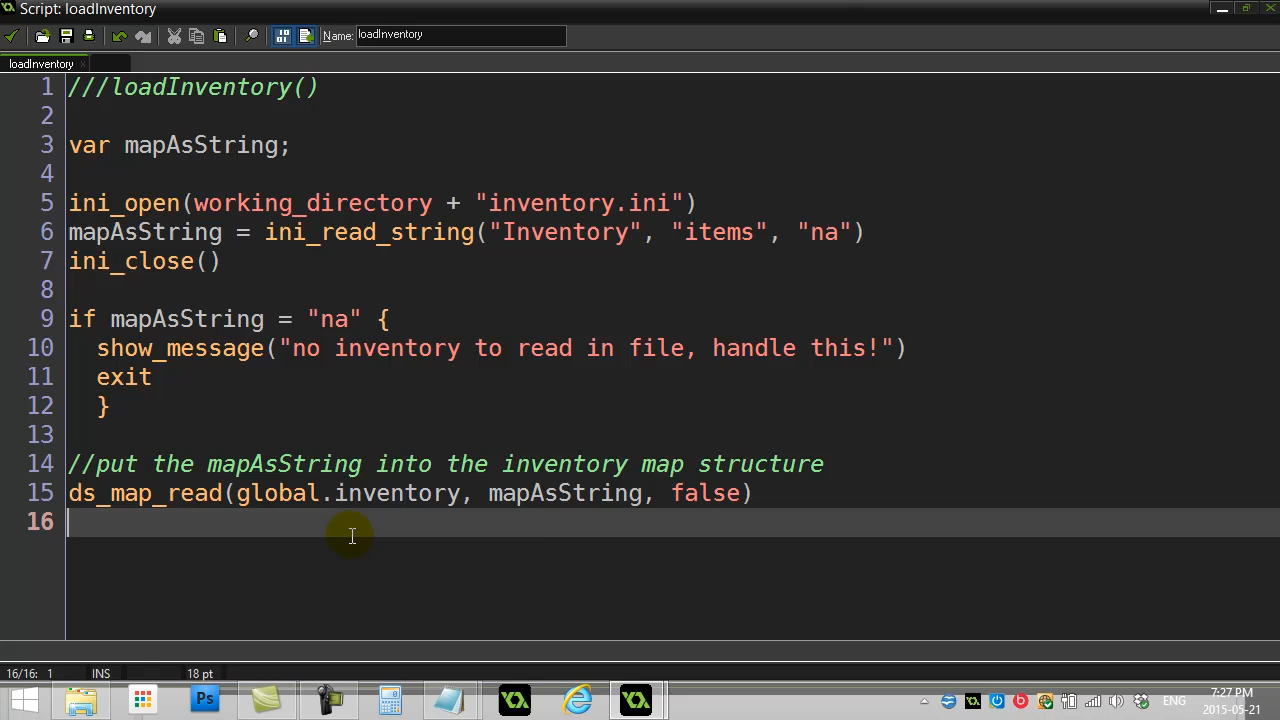 Script: loadInventory
Name: loadInventory
loadInventory
1 ///loadInventory()
2
3 var mapAsString;
4
5 ini_open(working_directory + "inventory.ini")
6 mapAsString = ini_read_string("Inventory", "items", "na")
7 ini_close()
8
9 if mapAsString = "na" {
10 show_message("no inventory to read in file, handle this!")
11 exit
12 }
13
14 //put the mapAsString into the inventory map structure
15 ds_map_read(global.inventory, mapAsString, false)
16
16/16: 1 INS 18 pt
Ps ENG 7:27 PM
2015-05-21